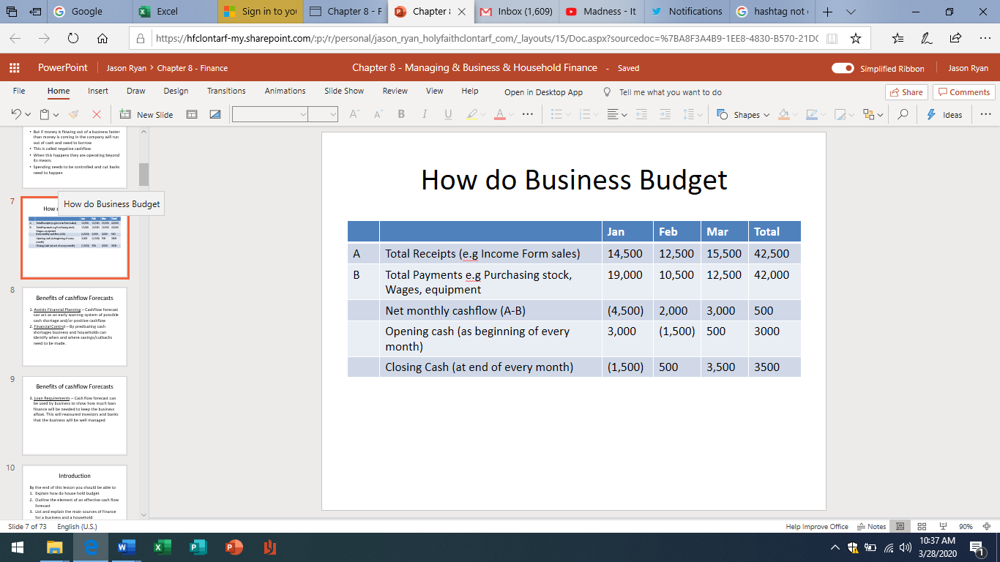 Google
Excel
Sign in to you
Chapter 8 - F
Chapter 8
Inbox (1,609)
Madness - It
Notifications
hashtag not
https://hfclontarf-my.sharepoint.com/:p:/r/personal/jason_ryan_holyfaithclontarf_com/_layouts/15/Doc.aspx?sourcedoc=%7BA8F3A4B9-1EE8-4830-B570-21DC
PowerPoint
Jason Ryan > Chapter 8 - Finance
Chapter 8 - Managing & Business & Household Finance - Saved
Simplified Ribbon
Jason Ryan
File Home Insert Draw Design Transitions Animations Slide Show Review View Help Open in Desktop App Tell me what you want to do
Share
Comments
New Slide
B I U
Shapes
Ideas
• But if money is flowing out of a business faster
than money is coming in the company will run
out of cash and need to borrow
• This is called negative cashflow
• When this happens they are operating beyond
its means.
• Spending needs to be controlled and cut backs
need to happen
7
How do Business Budget
8
Benefits of cashflow Forecasts
1. Assists Financial Planning – Cashflow forecast
can act as an early warning system of possible
cash shortage and/or positive cashflow
2. Financial Control – By predicating cash
shortages business and households can
identify when and where savings/cutbacks
need to be made.
9
Benefits of cashflow Forecasts
3. Loan Requirements – Cash flow forecast can
be used by business to show how much loan
finance will be needed to keep the business
afloat. This will reassured investors and banks
that the business will be well managed
10
Introduction
By the end of this lesson you should be able to
1. Explain how do house hold budget
2. Outline the element of an effective cash flow
forecast
3. List and explain the main sources of finance
for a business and a household
How do Business Budget
Jan Feb Mar Total
A Total Receipts (e.g Income Form sales) 14,500 12,500 15,500 42,500
B Total Payments e.g Purchasing stock, 19,000 10,500 12,500 42,000
Wages, equipment
Net monthly cashflow (A-B) (4,500) 2,000 3,000 500
Opening cash (as beginning of every 3,000 (1,500) 500 3000
month)
Closing Cash (at end of every month) (1,500) 500 3,500 3500
Slide 7 of 73 English (U.S.)
Help Improve Office Notes 90%
10:37 AM
3/28/2020
1